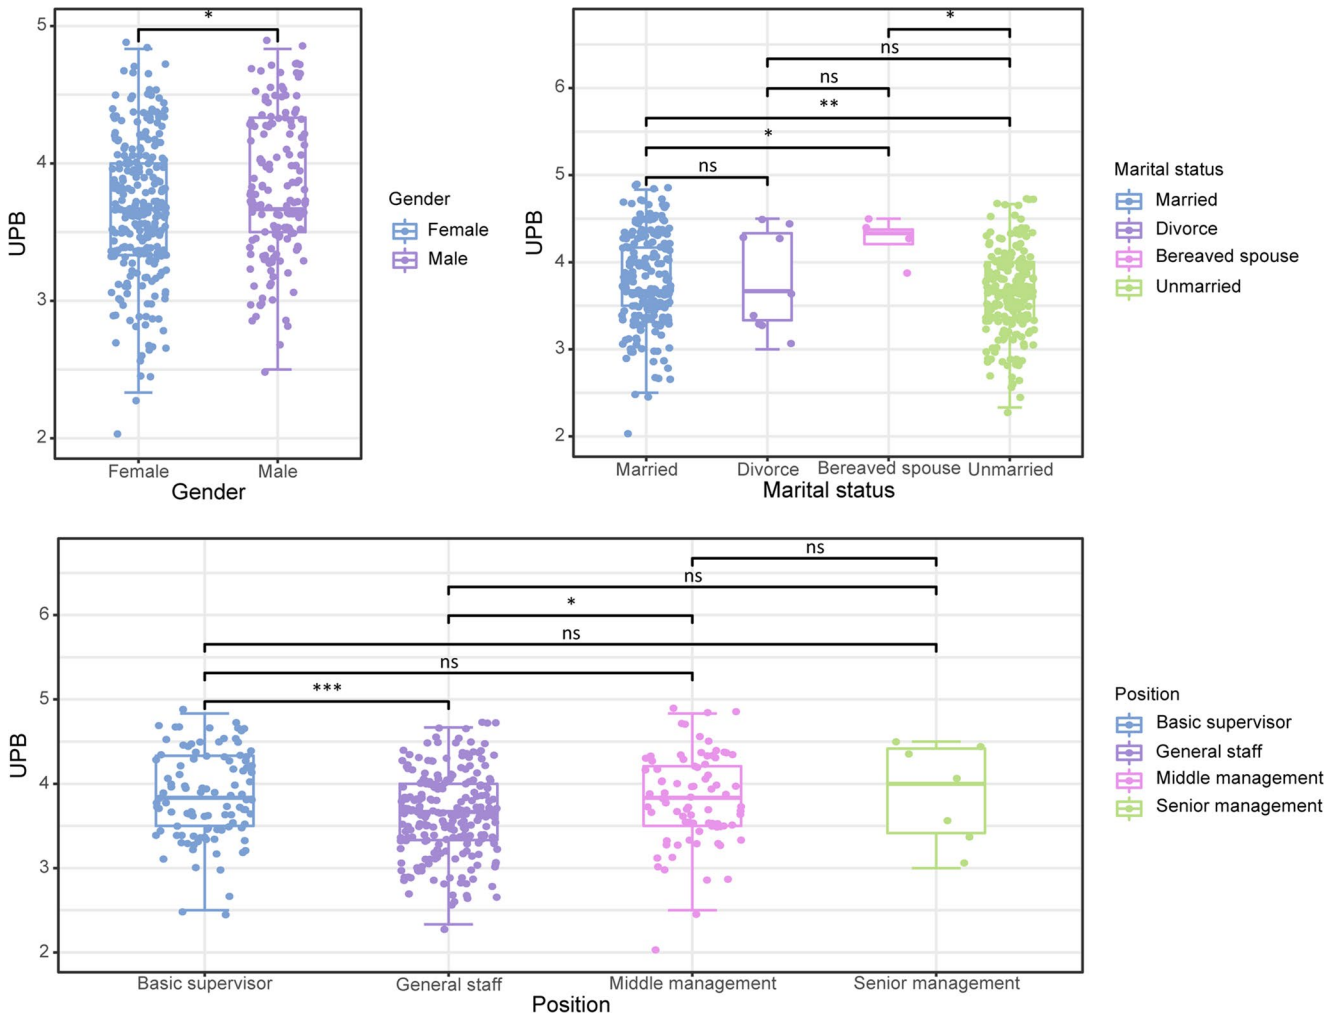 *
5
4
3
2
UPB
Female
Male
Gender
Gender
Female
Male
*
ns
ns
**
*
ns
6
5
4
3
2
UPB
Married
Divorce
Bereaved spouse
Unmarried
Marital status
Marital status
Married
Divorce
Bereaved spouse
Unmarried
ns
ns
*
ns
ns
***
6
5
4
3
2
UPB
Basic supervisor
General staff
Middle management
Senior management
Position
Position
Basic supervisor
General staff
Middle management
Senior management